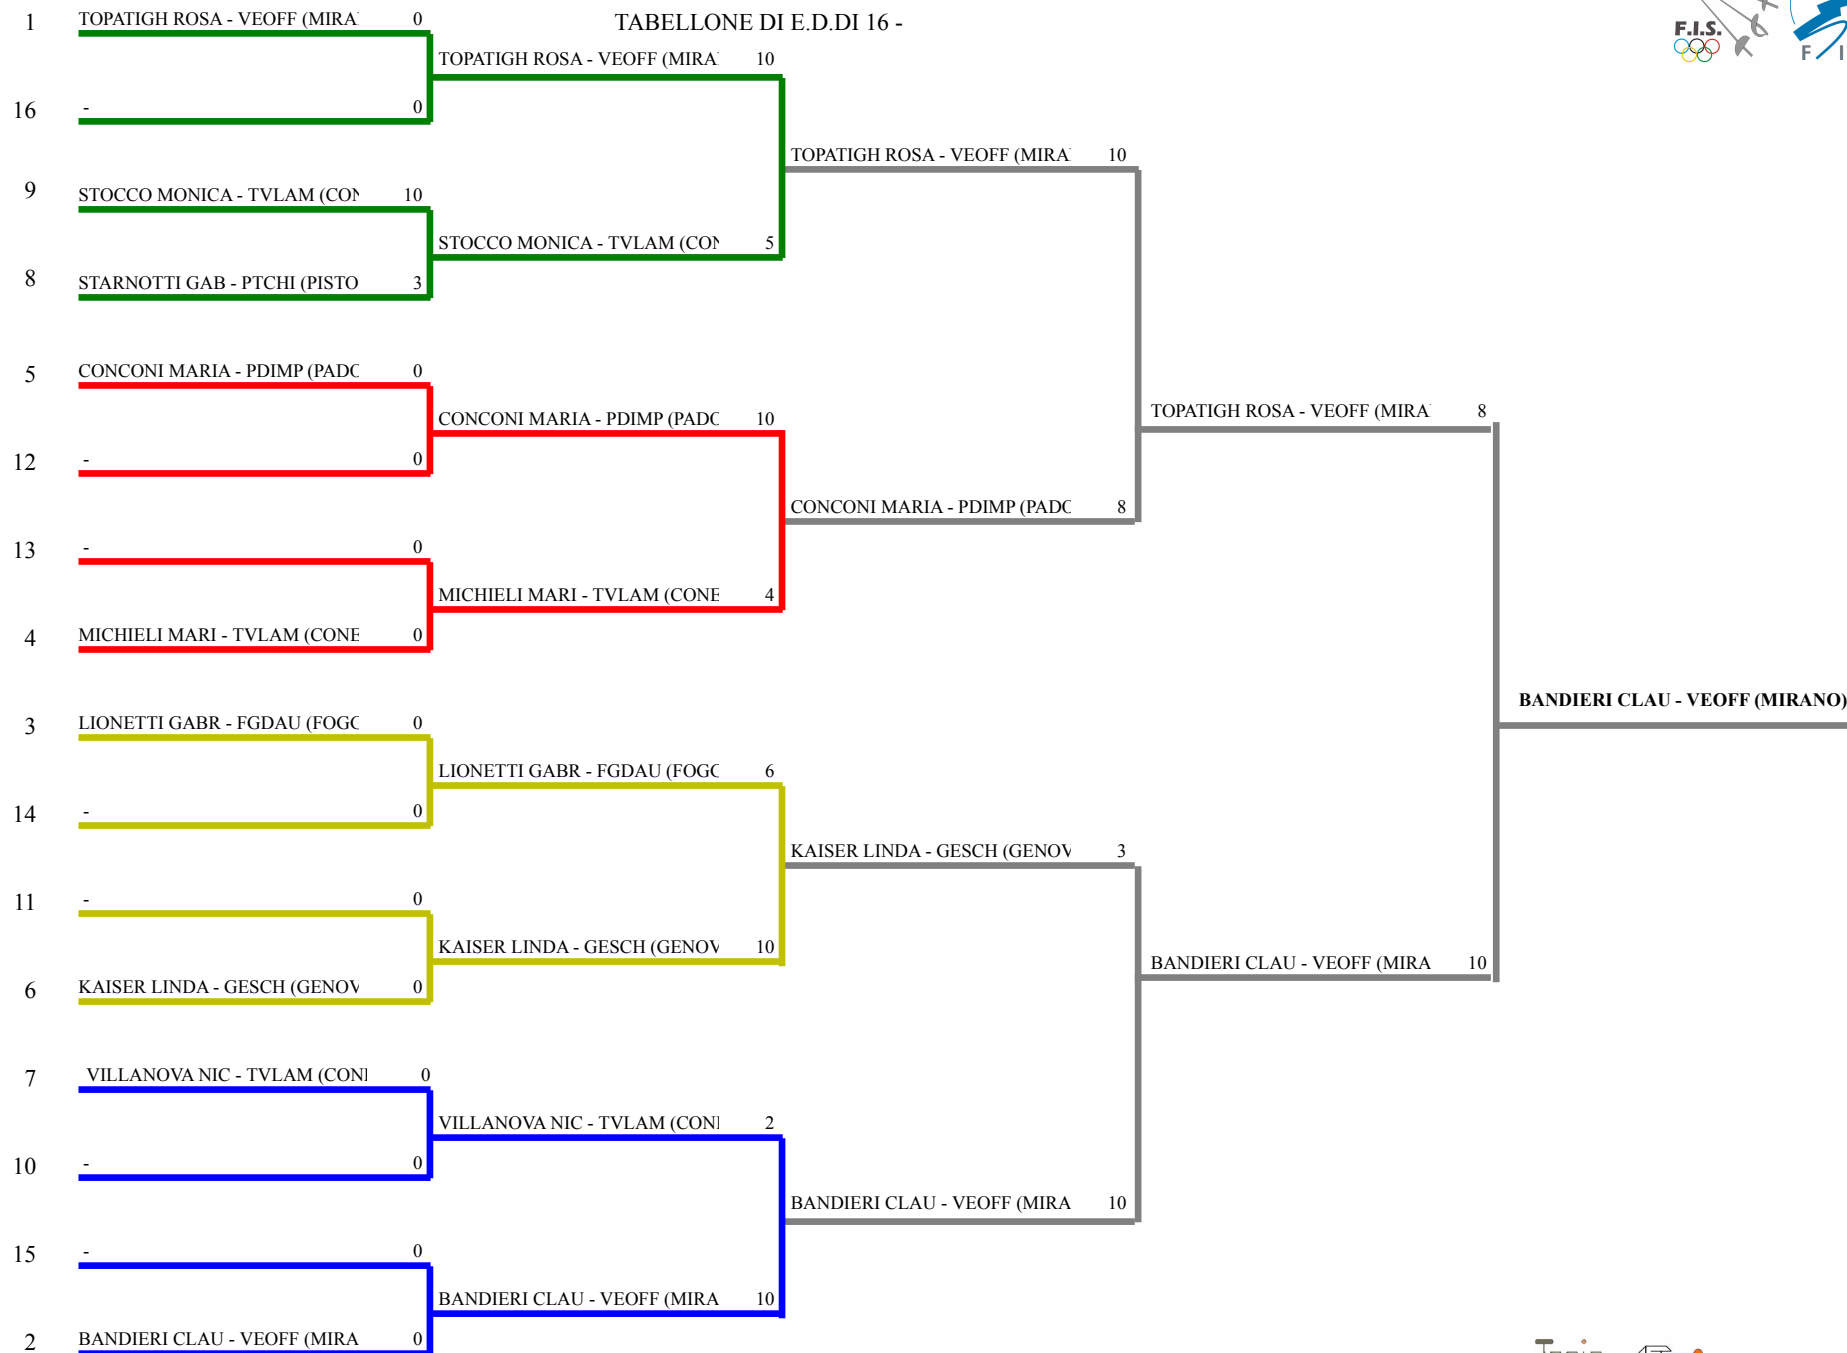 TABELLONE DI E.D.DI 16 -
F.I.S.
F I
1 TOPATIGH ROSA - VEOFF (MIRA 0
TOPATIGH ROSA - VEOFF (MIRA 10
16 - 0
TOPATIGH ROSA - VEOFF (MIRA 10
9 STOCCO MONICA - TVLAM (CON 10
STOCCO MONICA - TVLAM (CON 5
8 STARNOTTI GAB - PTCHI (PISTO 3
5 CONCONI MARIA - PDIMP (PADO 0
TOPATIGH ROSA - VEOFF (MIRA 8
CONCONI MARIA - PDIMP (PADO 10
12 - 0
CONCONI MARIA - PDIMP (PADO 8
13 - 0
MICHIELI MARI - TVLAM (CONE 4
4 MICHIELI MARI - TVLAM (CONE 0
BANDIERI CLAU - VEOFF (MIRANO)
3 LIONETTI GABR - FGDAU (FOGG 0
LIONETTI GABR - FGDAU (FOGG 6
14 - 0
KAISER LINDA - GESCH (GENOV 3
11 - 0
KAISER LINDA - GESCH (GENOV 10
BANDIERI CLAU - VEOFF (MIRA 10
6 KAISER LINDA - GESCH (GENOV 0
7 VILLANOVA NIC - TVLAM (CONE 0
VILLANOVA NIC - TVLAM (CONE 2
10 - 0
BANDIERI CLAU - VEOFF (MIRA 10
15 - 0
BANDIERI CLAU - VEOFF (MIRA 10
2 BANDIERI CLAU - VEOFF (MIRA 0